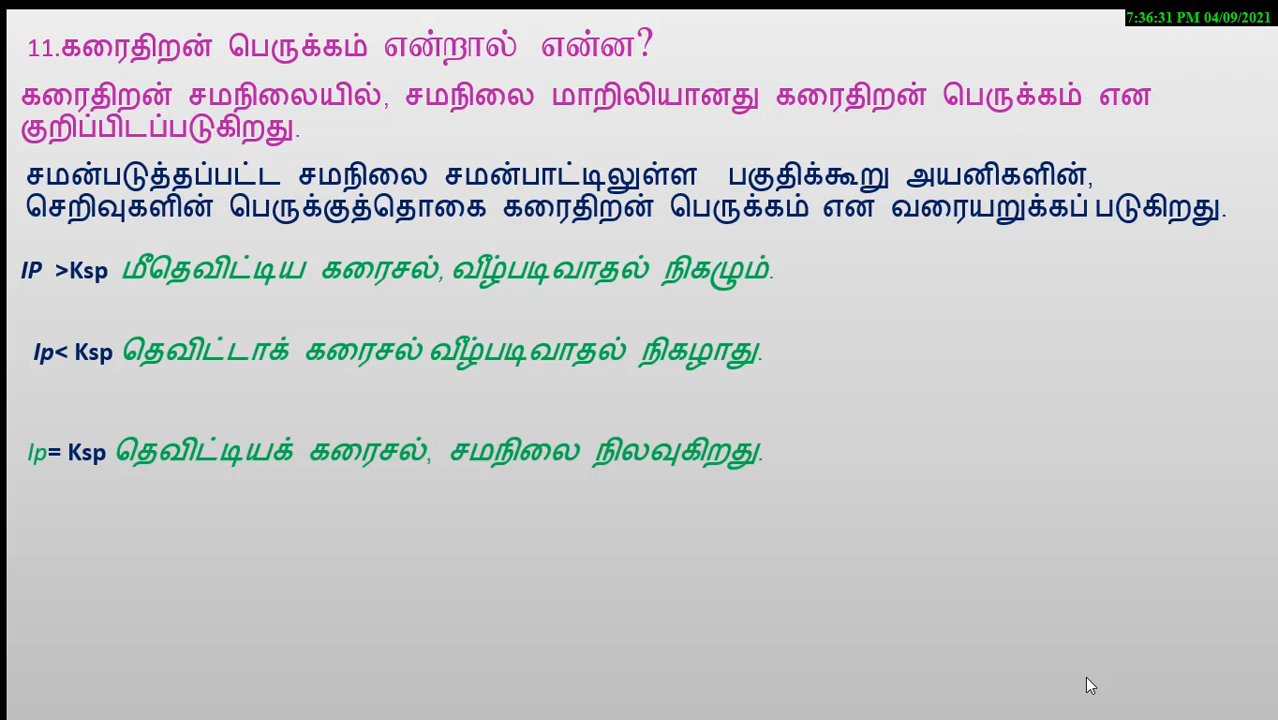 7:36:31 PM 04/09/2021
11.கரைதிறன் பெருக்கம் என்றால் என்ன?
கரைதிறன் சமநிலையில், சமநிலை மாறிலியானது கரைதிறன் பெருக்கம் என
குறிப்பிடப்படுகிறது.
சமன்படுத்தப்பட்ட சமநிலை சமன்பாட்டிலுள்ள பகுதிக்கூறு அயனிகளின்,
செறிவுகளின் பெருக்குத்தொகை கரைதிறன் பெருக்கம் என வரையறுக்கப் படுகிறது.
IP >Ksp மீதெவிட்டிய கரைசல், வீழ்படிவாதல் நிகழும்.
Ip< Ksp தெவிட்டாக் கரைசல் வீழ்படிவாதல் நிகழாது.
Ip= Ksp தெவிட்டியக் கரைசல், சமநிலை நிலவுகிறது.